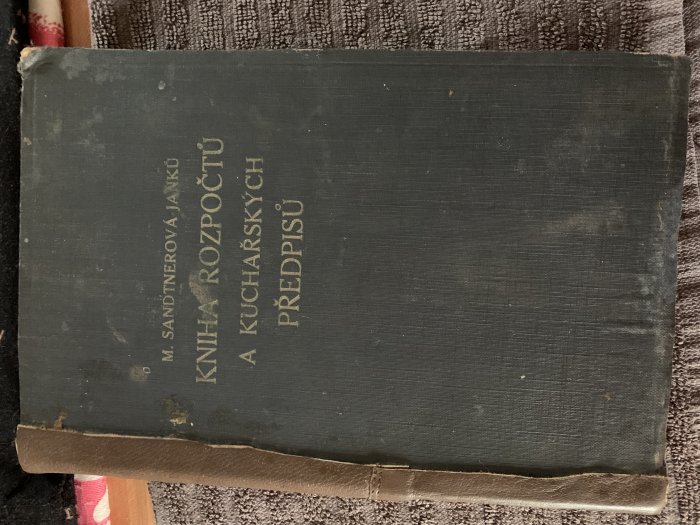 M. SANDTNEROVÁ JANKŮ
KNIHA ROZPOČTŮ
A KUCHAŘSKÝCH
PŘEDPISŮ